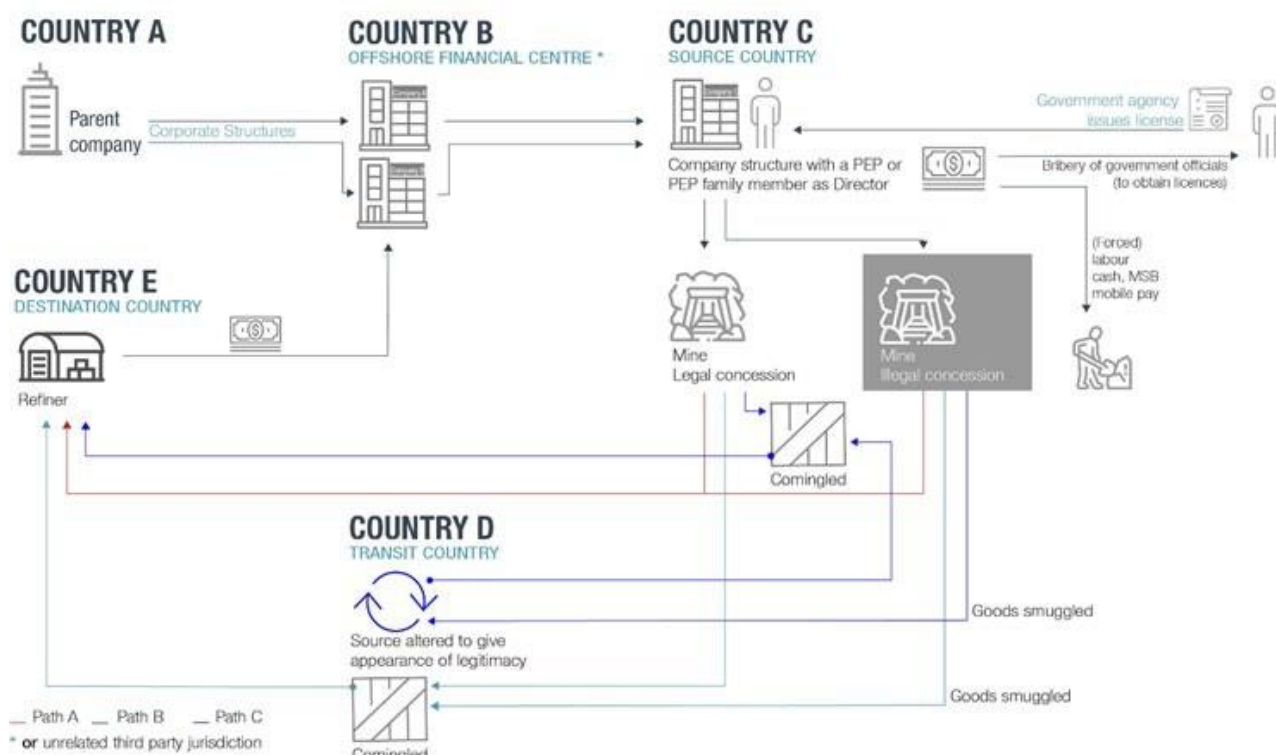 COUNTRY A
Parent
company
Corporate Structures
COUNTRY B
OFFSHORE FINANCIAL CENTRE *
COUNTRY C
SOURCE COUNTRY
Company structure with a PEP or
PEP family member as Director
Government agency
issues license
Bribery of government officials
(to obtain licences)
(Forced)
labour
cash, MSB
mobile pay
COUNTRY E
DESTINATION COUNTRY
Refiner
Mine
Legal concession
Mine
Illegal concession
Comingled
COUNTRY D
TRANSIT COUNTRY
Source altered to give
appearance of legitimacy
Goods smuggled
Goods smuggled
Comingled
Path A Path B Path C
* or unrelated third party jurisdiction